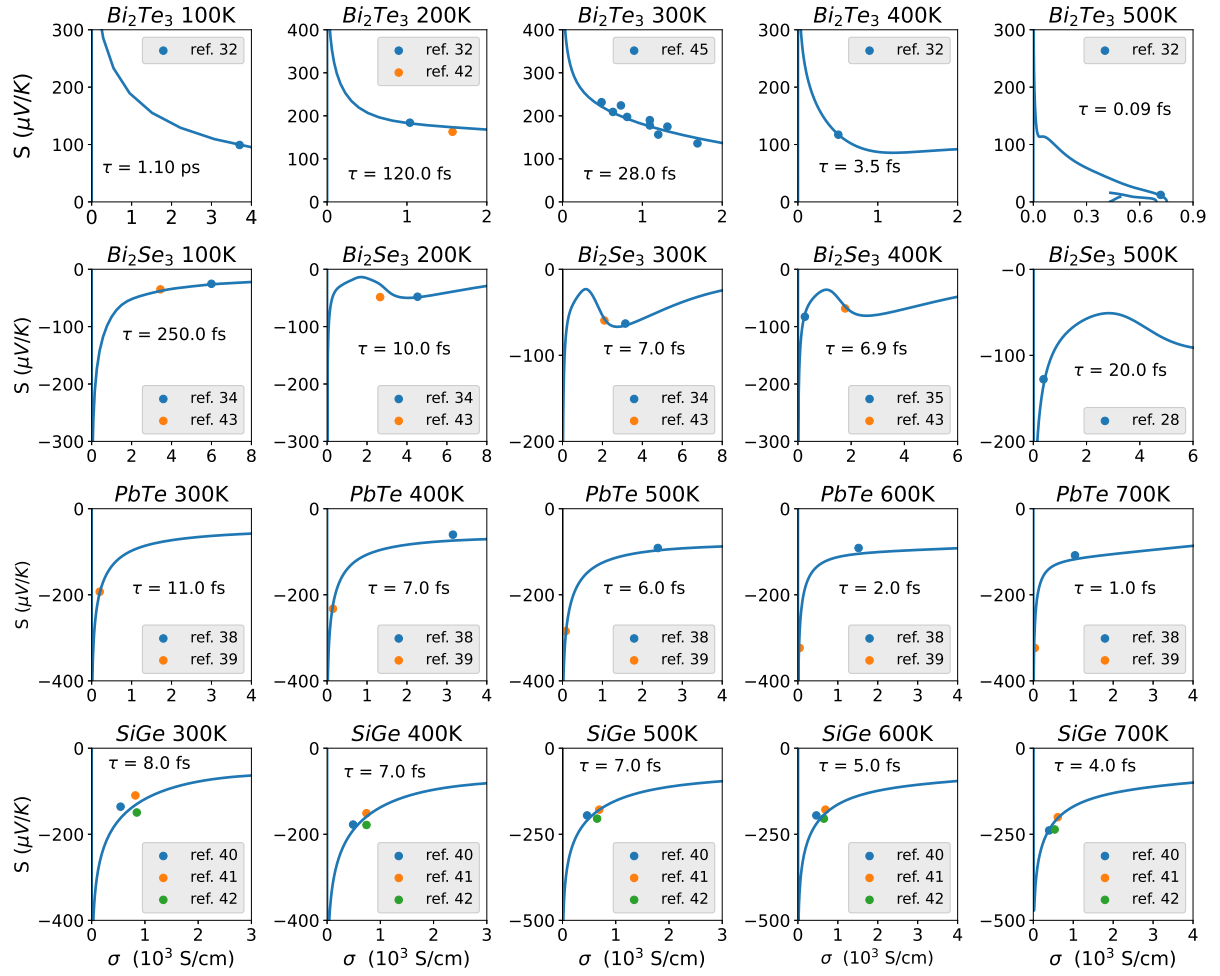 Bi2Te3 100K
Bi2Te3 200K
Bi2Te3 300K
Bi2Te3 400K
Bi2Te3 500K
S (μV/K)
300
200
100
0
ref. 32
τ = 1.10 ps
0 1 2 3 4
400
300
200
100
0
ref. 32
ref. 42
τ = 120.0 fs
0 1 2
400
300
200
100
0
ref. 45
τ = 28.0 fs
0 1 2
300
200
100
0
ref. 32
τ = 3.5 fs
0 1 2
300
200
100
0
ref. 32
τ = 0.09 fs
0.0 0.3 0.6 0.9
Bi2Se3 100K
Bi2Se3 200K
Bi2Se3 300K
Bi2Se3 400K
Bi2Se3 500K
S (μV/K)
0
−100
−200
−300
τ = 250.0 fs
ref. 34
ref. 43
0 2 4 6 8
0
−100
−200
−300
τ = 10.0 fs
ref. 34
ref. 43
0 2 4 6 8
0
−100
−200
τ = 7.0 fs
ref. 34
ref. 43
0 2 4 6 8
0
−100
−200
−300
τ = 6.9 fs
ref. 35
ref. 43
0 2 4 6
−0
−100
−200
τ = 20.0 fs
ref. 28
0 2 4 6
PbTe 300K
PbTe 400K
PbTe 500K
PbTe 600K
PbTe 700K
S (μV/K)
0
−200
−400
τ = 11.0 fs
ref. 38
ref. 39
0 1 2 3 4
0
−200
−400
τ = 7.0 fs
ref. 38
ref. 39
0 1 2 3 4
0
−200
−400
τ = 6.0 fs
ref. 38
ref. 39
0 1 2 3 4
0
−200
−400
τ = 2.0 fs
ref. 38
ref. 39
0 1 2 3 4
0
−200
−400
τ = 1.0 fs
ref. 38
ref. 39
0 1 2 3 4
SiGe 300K
SiGe 400K
SiGe 500K
SiGe 600K
SiGe 700K
S (μV/K)
0
−200
−400
τ = 8.0 fs
ref. 40
ref. 41
ref. 42
0 1 2 3
σ (10³ S/cm)
0
−200
−400
τ = 7.0 fs
ref. 40
ref. 41
ref. 42
0 1 2 3
σ (10³ S/cm)
0
−250
−500
τ = 7.0 fs
ref. 40
ref. 41
ref. 42
0 1 2 3
σ (10³ S/cm)
0
−250
−500
τ = 5.0 fs
ref. 40
ref. 41
ref. 42
0 1 2 3
σ (10³ S/cm)
0
−250
−500
τ = 4.0 fs
ref. 40
ref. 41
ref. 42
0 1 2 3
σ (10³ S/cm)